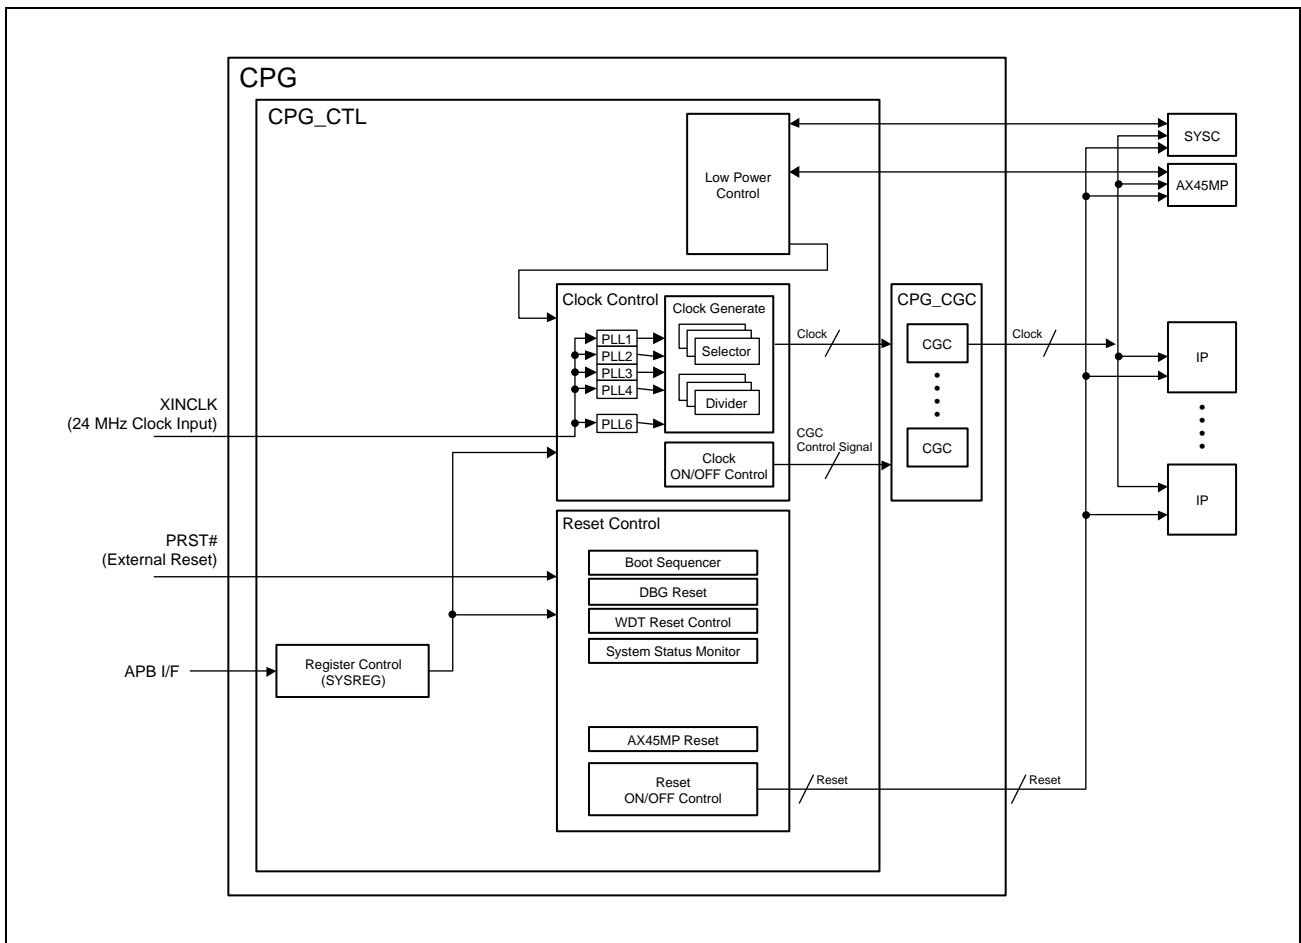 CPG
CPG_CTL
Low Power
Control
SYSC
AX45MP
Clock Control
PLL1
PLL2
PLL3
PLL4
PLL6
Clock Generate
Selector
Divider
Clock
ON/OFF Control
Clock
CGC
Control Signal
CPG_CGC
CGC
CGC
Clock
IP
IP
XINCLK
(24 MHz Clock Input)
PRST#
(External Reset)
APB I/F
Register Control
(SYSREG)
Reset Control
Boot Sequencer
DBG Reset
WDT Reset Control
System Status Monitor
AX45MP Reset
Reset
ON/OFF Control
Reset
Reset